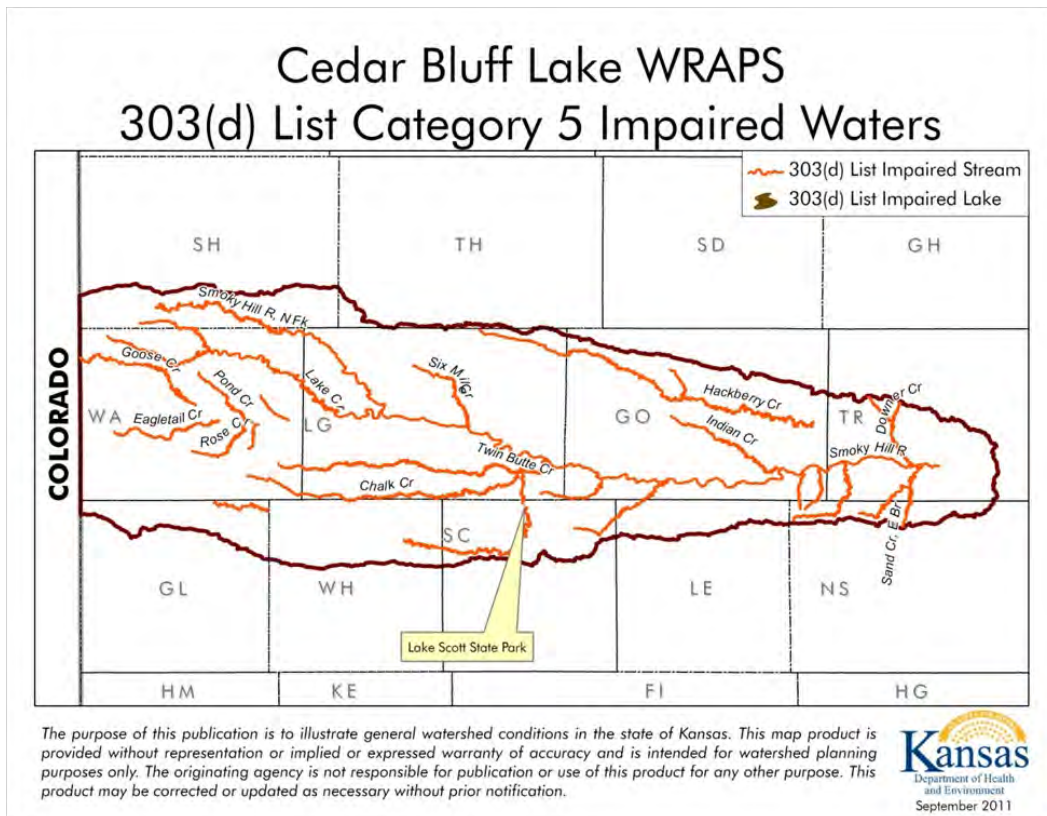 Cedar Bluff Lake WRAPS
303(d) List Category 5 Impaired Waters
303(d) List Impaired Stream
303(d) List Impaired Lake
SH
TH
SD
GH
COLORADO
Smoky Hill R, N Fk
Goose Cr
Pond Cr
Lake Cr
Six Mile Cr
Hackberry Cr
Downer Cr
WA
Eagletail Cr
Rose Cr
LG
GO
Indian Cr
TR
Smoky Hill R
Twin Butte Cr
Chalk Cr
SC
Sand Cr, E Br
GL
WH
LE
NS
Lake Scott State Park
HM
KE
FI
HG
The purpose of this publication is to illustrate general watershed conditions in the state of Kansas. This map product is
provided without representation or implied or expressed warranty of accuracy and is intended for watershed planning
purposes only. The originating agency is not responsible for publication or use of this product for any other purpose. This
product may be corrected or updated as necessary without prior notification.
Kansas
Department of Health
and Environment
September 2011